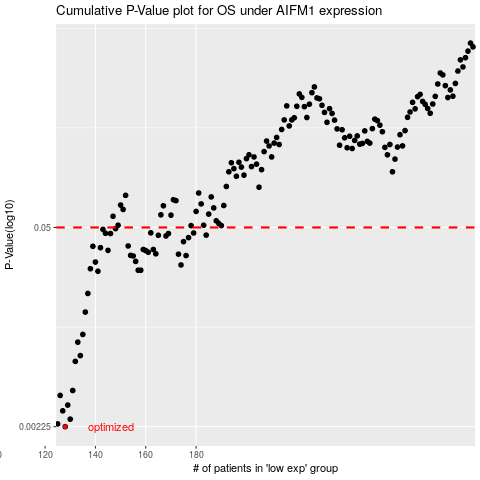 Cumulative P-Value plot for OS under AIFM1 expression
P-Value(log10)
0.05
0.00225
optimized
0
120
140
160
180
# of patients in 'low exp' group